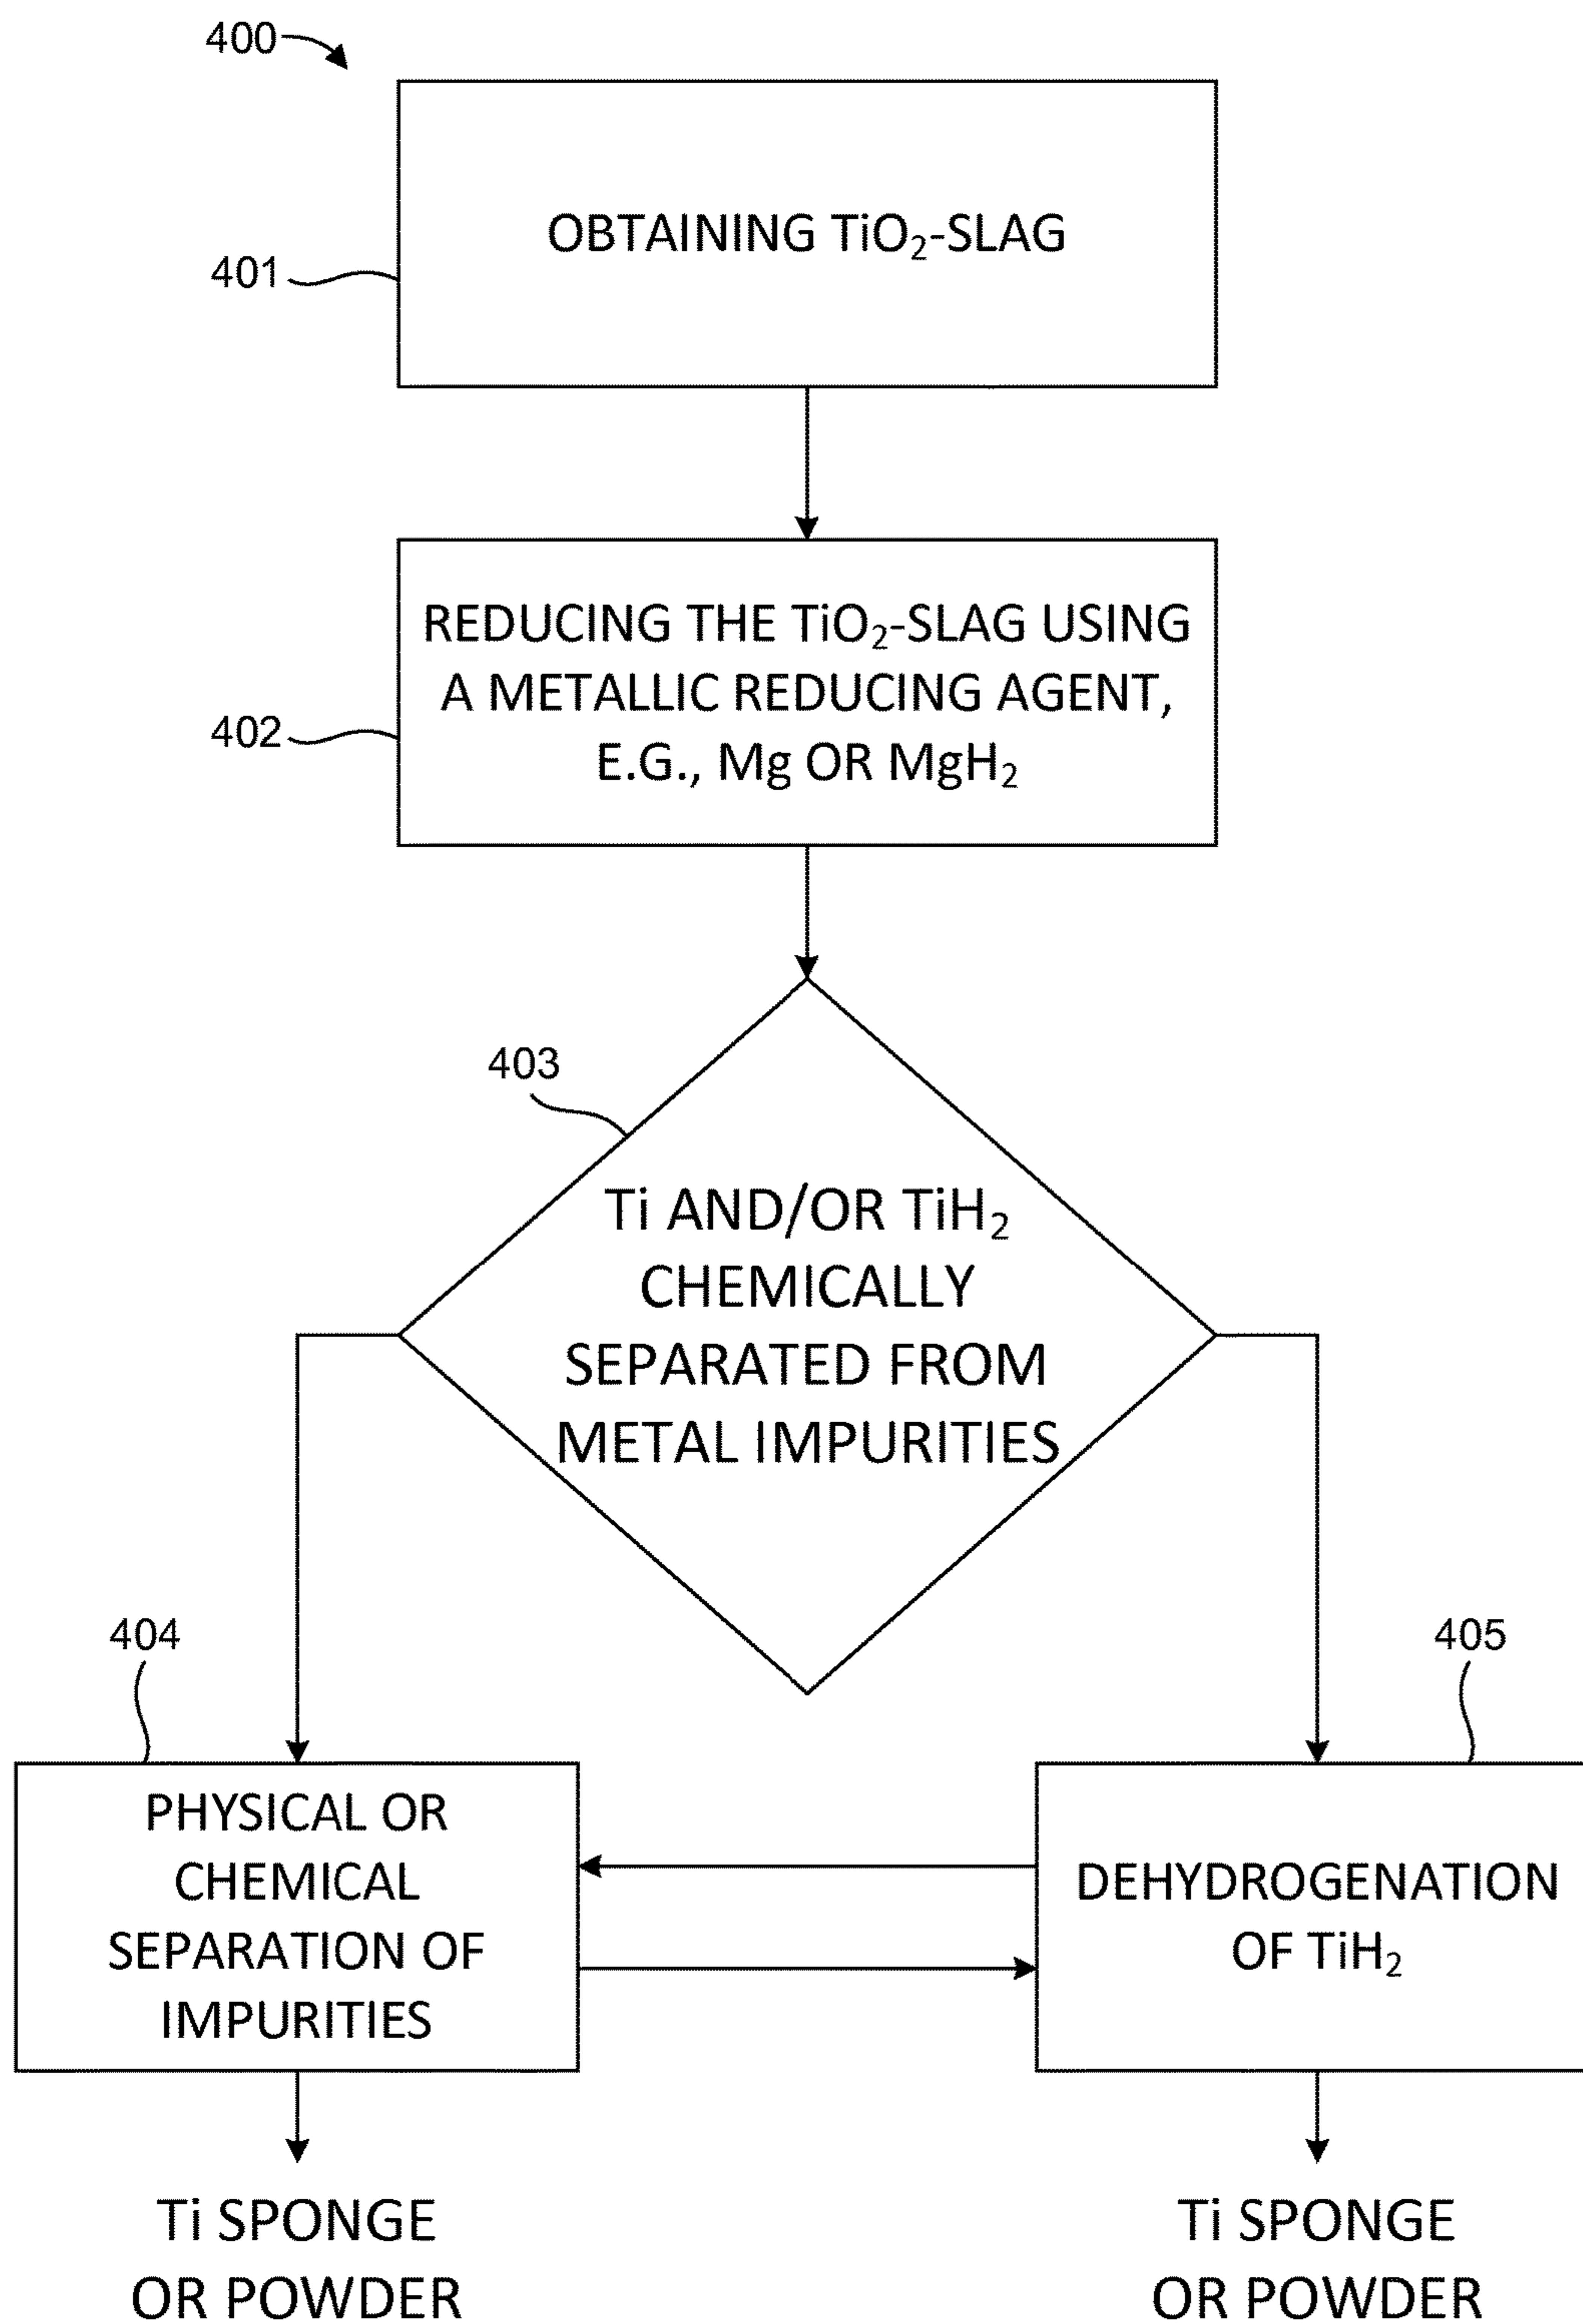 400
OBTAINING TiO₂-SLAG
401
REDUCING THE TiO₂-SLAG USING
A METALLIC REDUCING AGENT,
E.G., Mg OR MgH₂
402
403
Ti AND/OR TiH₂
CHEMICALLY
SEPARATED FROM
METAL IMPURITIES
404
405
PHYSICAL OR
CHEMICAL
SEPARATION OF
IMPURITIES
DEHYDROGENATION
OF TiH₂
Ti SPONGE
OR POWDER
Ti SPONGE
OR POWDER